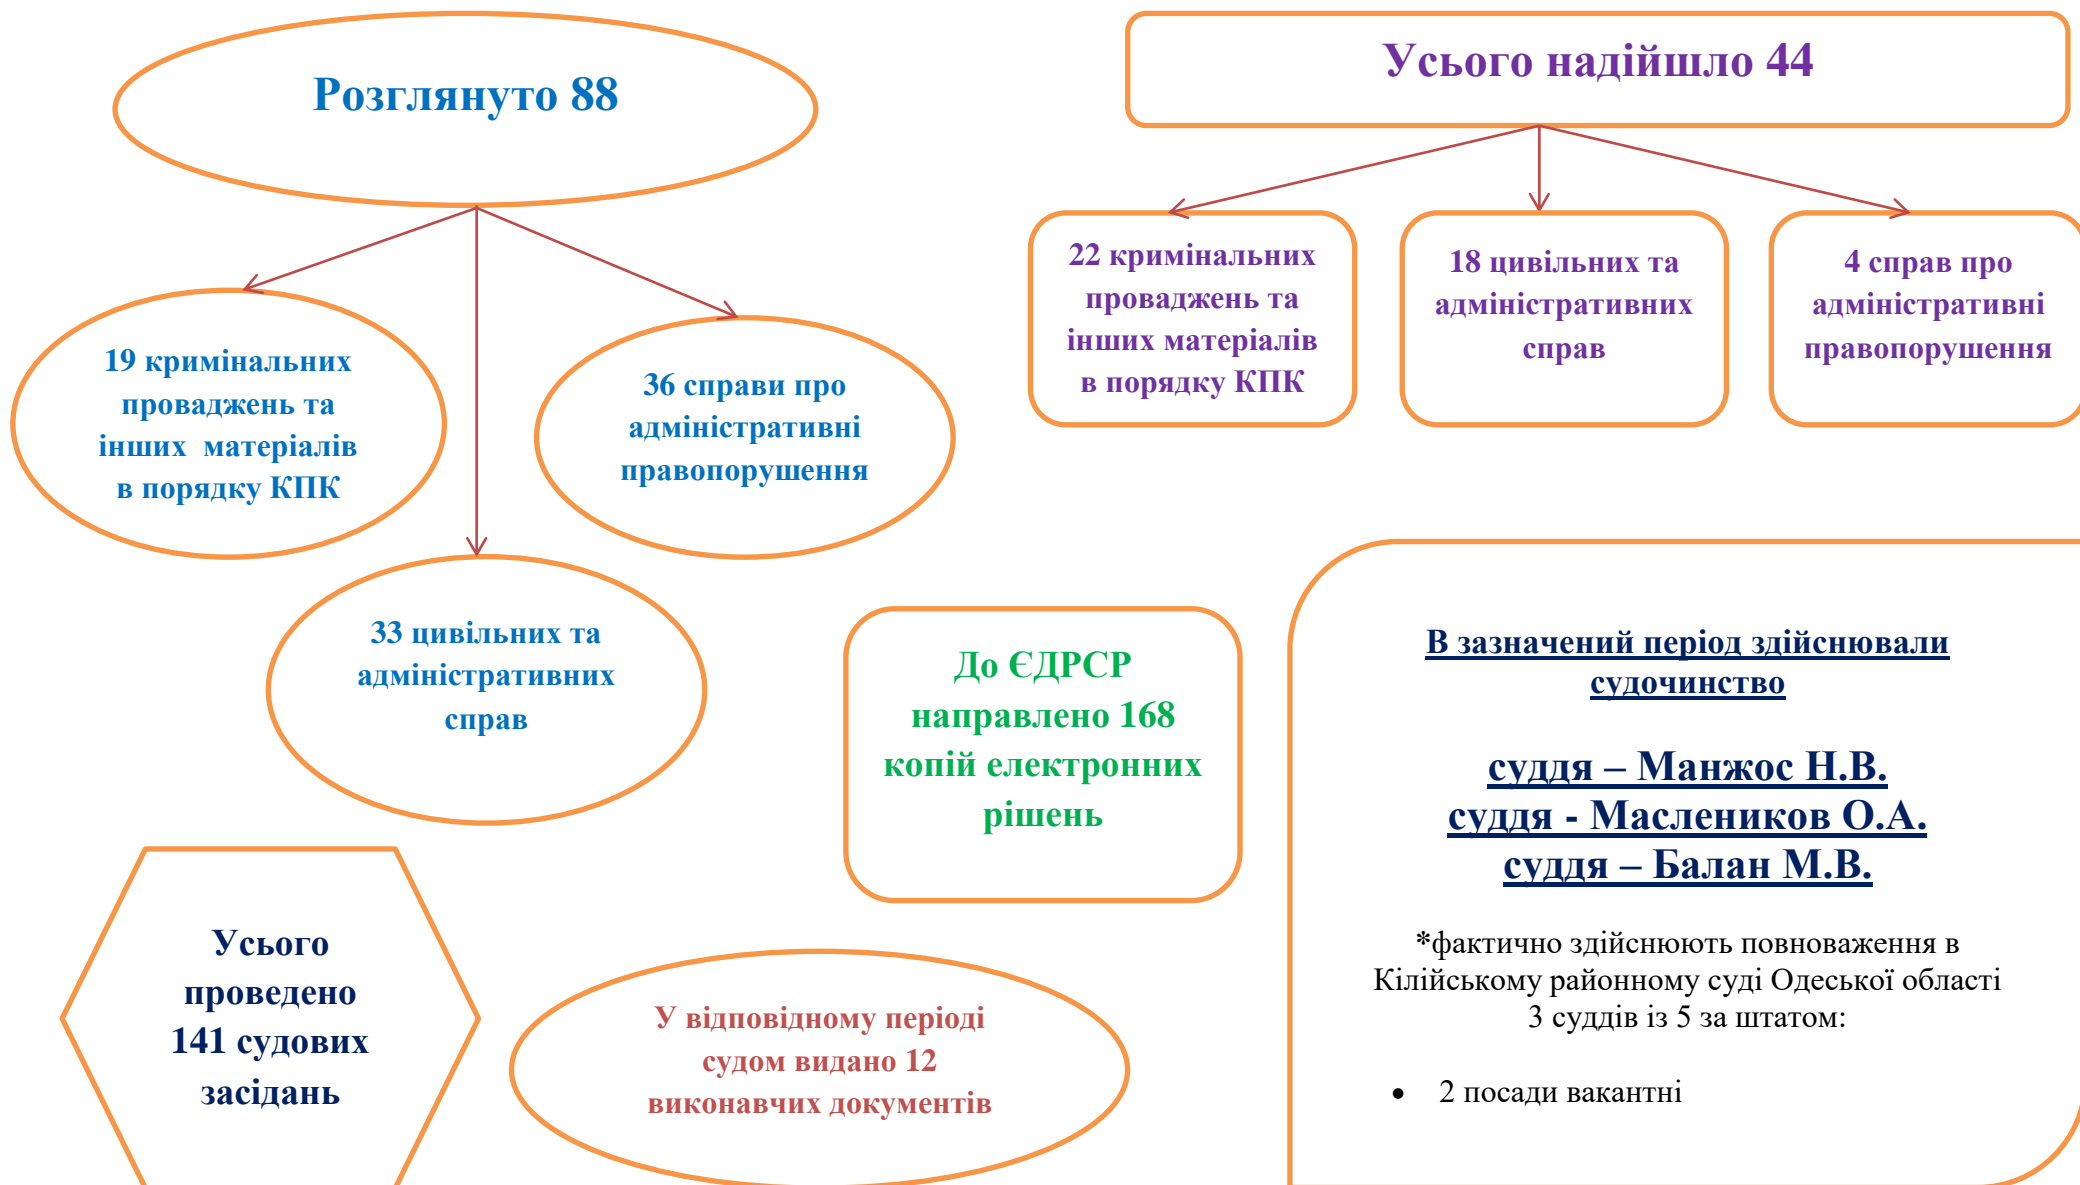 Розглянуто 88
Усього надійшло 44
19 кримінальних
проваджень та
інших матеріалів
в порядку КПК
36 справи про
адміністративні
правопорушення
33 цивільних та
адміністративних
справ
22 кримінальних
проваджень та
інших матеріалів
в порядку КПК
18 цивільних та
адміністративних
справ
4 справ про
адміністративні
правопорушення
До ЄДРСР
направлено 168
копій електронних
рішень
В зазначений період здійснювали
судочинство
суддя – Манжос Н.В.
суддя - Маслеников О.А.
суддя – Балан М.В.
*фактично здійснюють повноваження в
Кілійському районному суді Одеської області
3 суддів із 5 за штатом:
• 2 посади вакантні
Усього
проведено
141 судових
засідань
У відповідному періоді
судом видано 12
виконавчих документів